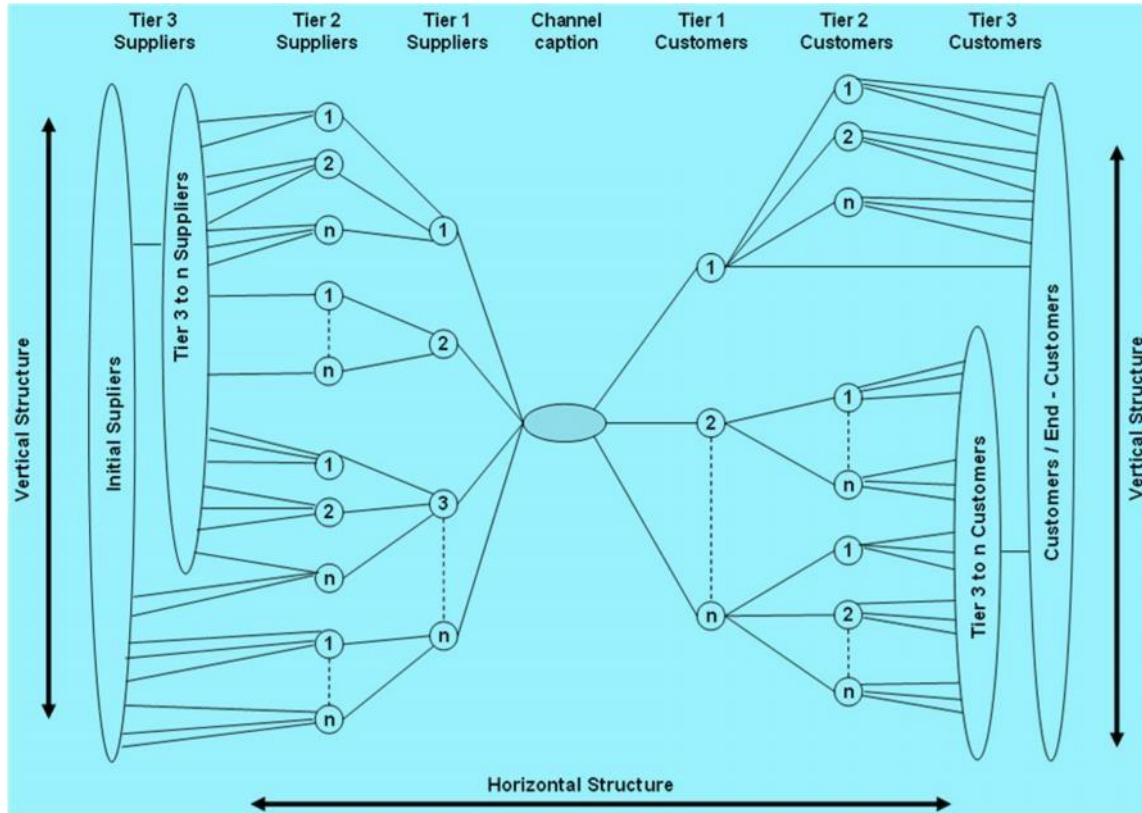 Tier 3
Suppliers
Tier 2
Suppliers
Tier 1
Suppliers
Channel
caption
Tier 1
Customers
Tier 2
Customers
Tier 3
Customers
Vertical Structure
Initial Supliers
Tier 3 to n Suppliers
1
2
n
1
n
1
2
n
1
n
1
2
3
n
1
2
n
1
2
n
1
n
1
2
n
Tier 3 to n Customers
Customers / End - Customers
Vertical Structure
Horizontal Structure